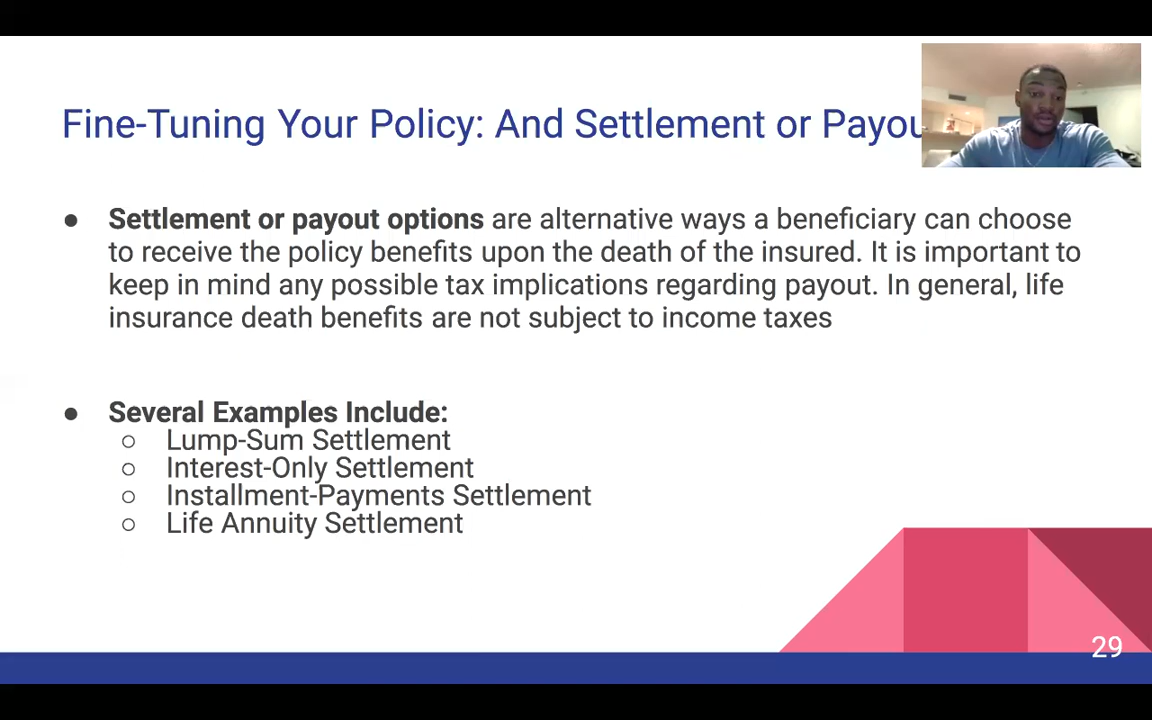 Fine-Tuning Your Policy: And Settlement or
Settlement or payout options are alternative ways a beneficiary can choose
to receive the policy benefits upon the death of the insured. It is important to
keep in mind any possible tax implications regarding payout. In general, life
insurance death benefits are not subject to income taxes
Several Examples Include:
Lump-Sum Settlement
Interest-Only Settlement
Installment-Payments Settlement
Life Annuity Settlement
29